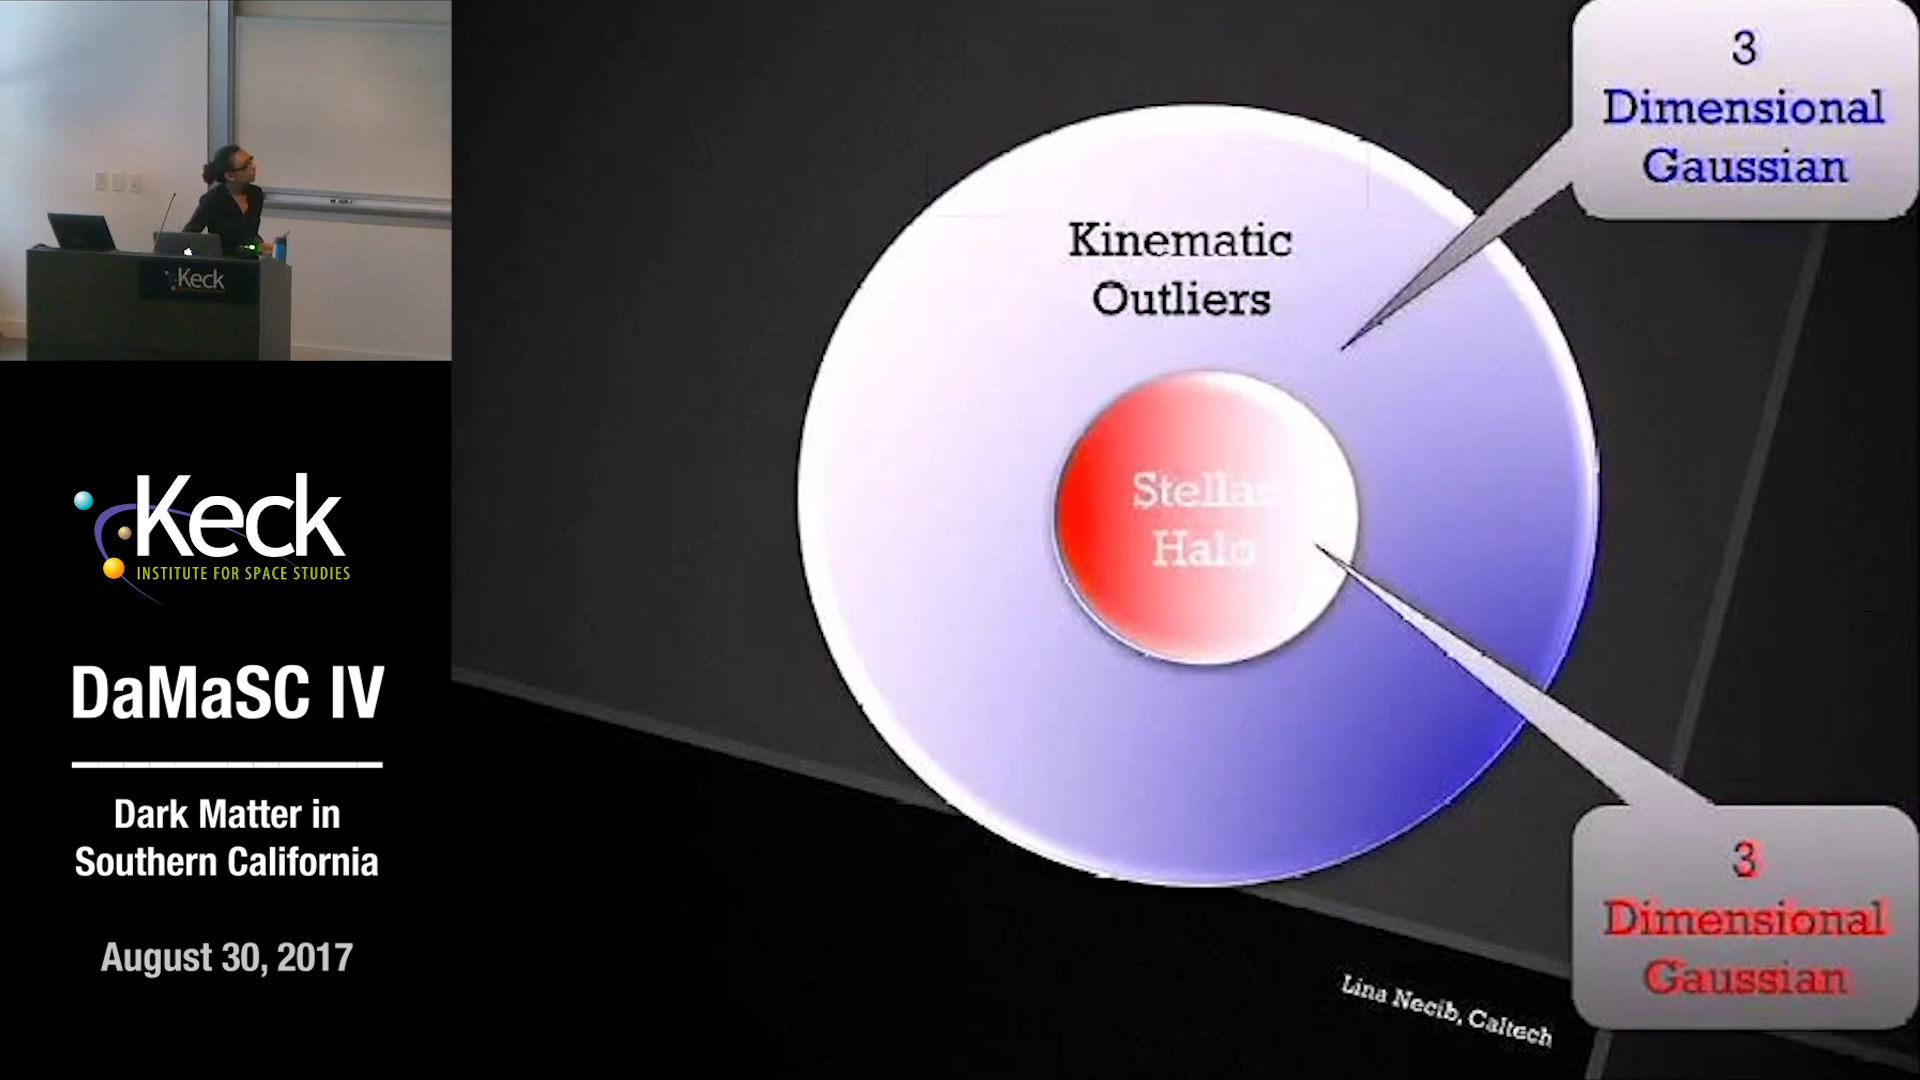 Keck
Keck
INSTITUTE FOR SPACE STUDIES
DaMaSC IV
Dark Matter in
Southern California
August 30, 2017
3
Dimensional
Gaussian
Kinematic
Outliers
Stellar
Halo
3
Dimensional
Gaussian
Lina Necib, Caltech